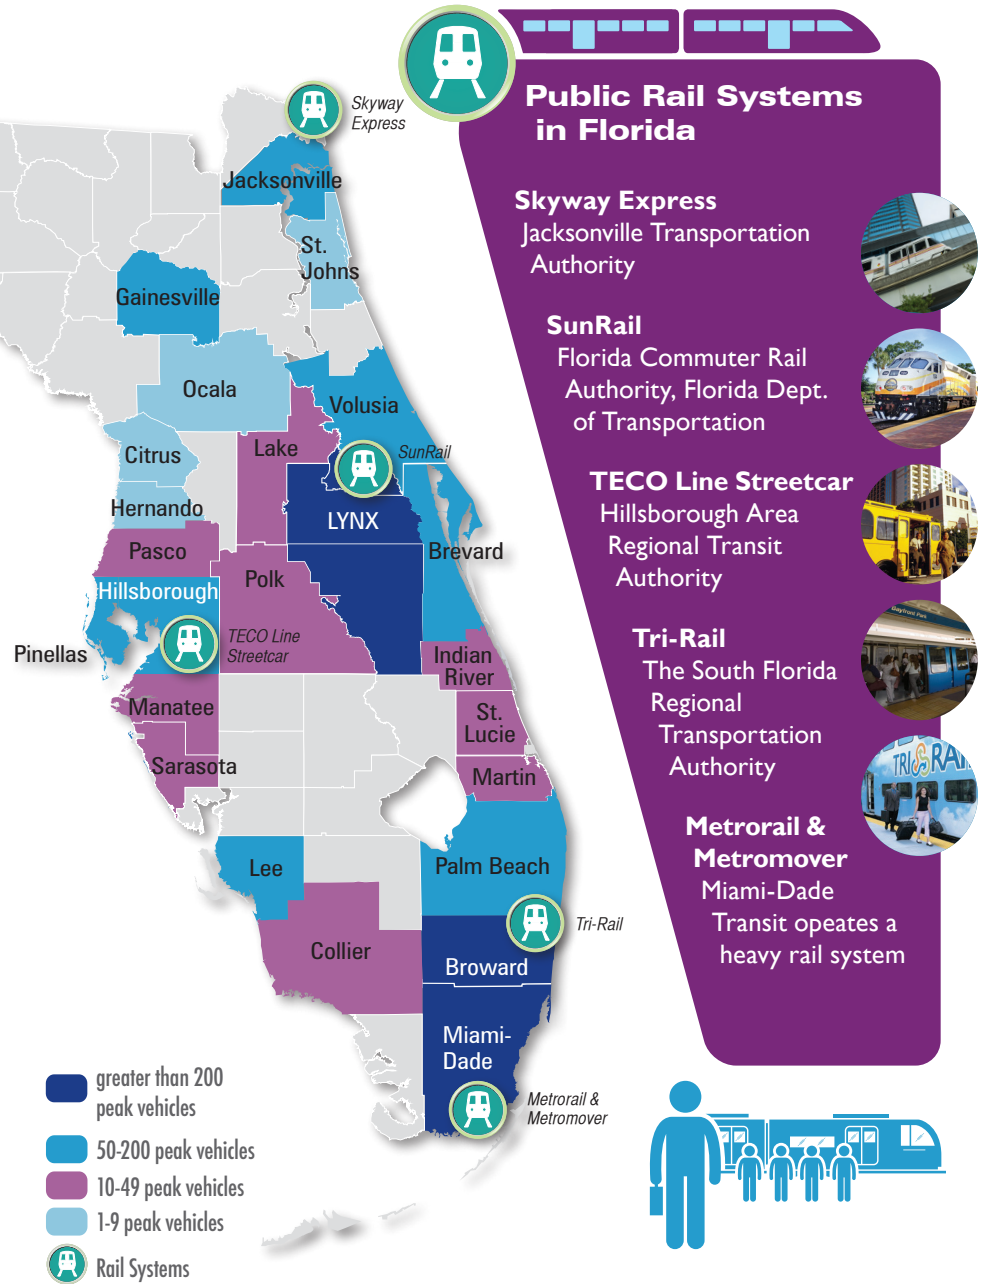 Public Rail Systems
in Florida
Skyway Express
Jacksonville Transportation
Authority
SunRail
Florida Commuter Rail
Authority, Florida Dept.
of Transportation
TECO Line Streetcar
Hillsborough Area
Regional Transit
Authority
Tri-Rail
The South Florida
Regional
Transportation
Authority
Metrorail &
Metromover
Miami-Dade
Transit opeates a
heavy rail system
Bayfront Park
TRI RAIL
Skyway
Express
Jacksonville
St.
Johns
Gainesville
Ocala
Volusia
Citrus
Lake
SunRail
Hernando
LYNX
Pasco
Brevard
Polk
Hillsborough
TECO Line
Streetcar
Pinellas
Indian
River
Manatee
St.
Lucie
Sarasota
Martin
Lee
Palm Beach
Tri-Rail
Collier
Broward
Miami-
Dade
Metrorail &
Metromover
greater than 200
peak vehicles
50-200 peak vehicles
10-49 peak vehicles
1-9 peak vehicles
Rail Systems